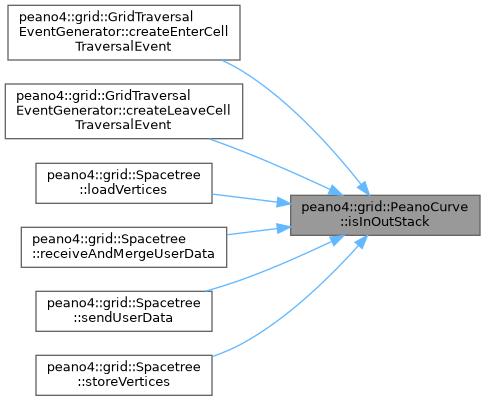 peano4::grid::GridTraversal
EventGenerator::createEnterCell
TraversalEvent
peano4::grid::GridTraversal
EventGenerator::createLeaveCell
TraversalEvent
peano4::grid::Spacetree
::loadVertices
peano4::grid::PeanoCurve
::isInOutStack
peano4::grid::Spacetree
::receiveAndMergeUserData
peano4::grid::Spacetree
::sendUserData
peano4::grid::Spacetree
::storeVertices